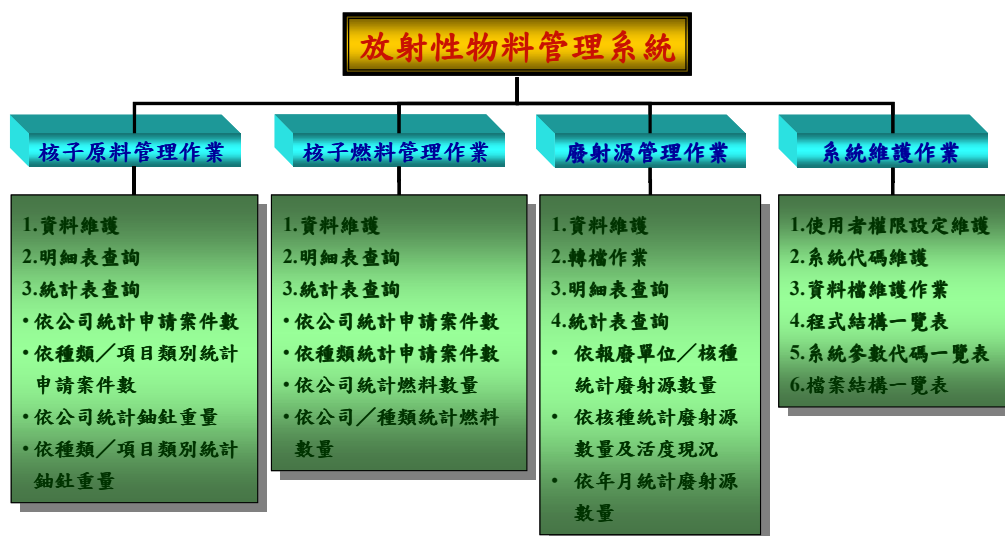 放射性物料管理系統
核子原料管理作業
1.資料維護
2.明細表查詢
3.統計表查詢
•依公司統計申請案件數
•依種類／項目類別統計
申請案件數
•依公司統計鈾釷重量
•依種類／項目類別統計
鈾釷重量
核子燃料管理作業
1.資料維護
2.明細表查詢
3.統計表查詢
•依公司統計申請案件數
•依種類統計申請案件數
•依公司統計燃料數量
•依公司／種類統計燃料
數量
廢射源管理作業
1.資料維護
2.轉檔作業
3.明細表查詢
4.統計表查詢
• 依報廢單位／核種
統計廢射源數量
• 依核種統計廢射源
數量及活度現況
• 依年月統計廢射源
數量
系統維護作業
1.使用者權限設定維護
2.系統代碼維護
3.資料檔維護作業
4.程式結構一覽表
5.系統參數代碼一覽表
6.檔案結構一覽表